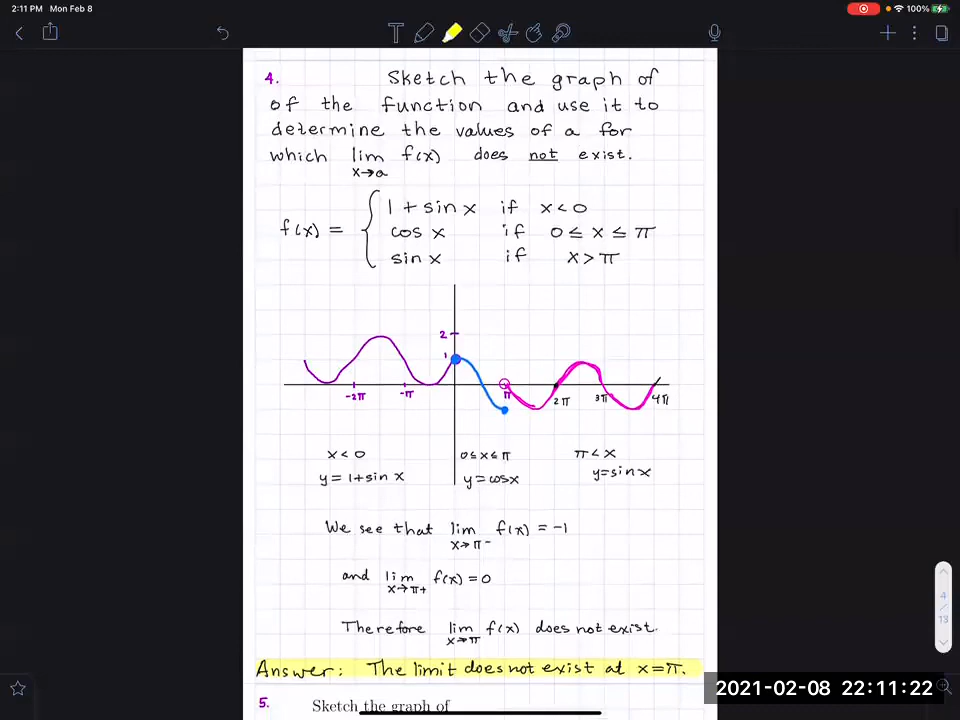 2:11 PM Mon Feb 8
100%
4. Sketch the graph of
of the function and use it to
determine the values of a for
which lim f(x) does not exist.
x→a
f(x) = { 1 + sin x if x < 0
cos x if 0 ≤ x ≤ π
sin x if x > π
2
1
-2π -π π 2π 3π 4π
x < 0 0 ≤ x ≤ π π < x
y = 1+sin x y = cos x y = sin x
We see that lim f(x) = -1
x→π-
and lim f(x) = 0
x→π+
Therefore lim f(x) does not exist.
x→π
Answer: The limit does not exist at x=π.
5. Sketch the graph of
4
/
13
2021-02-08 22:11:22